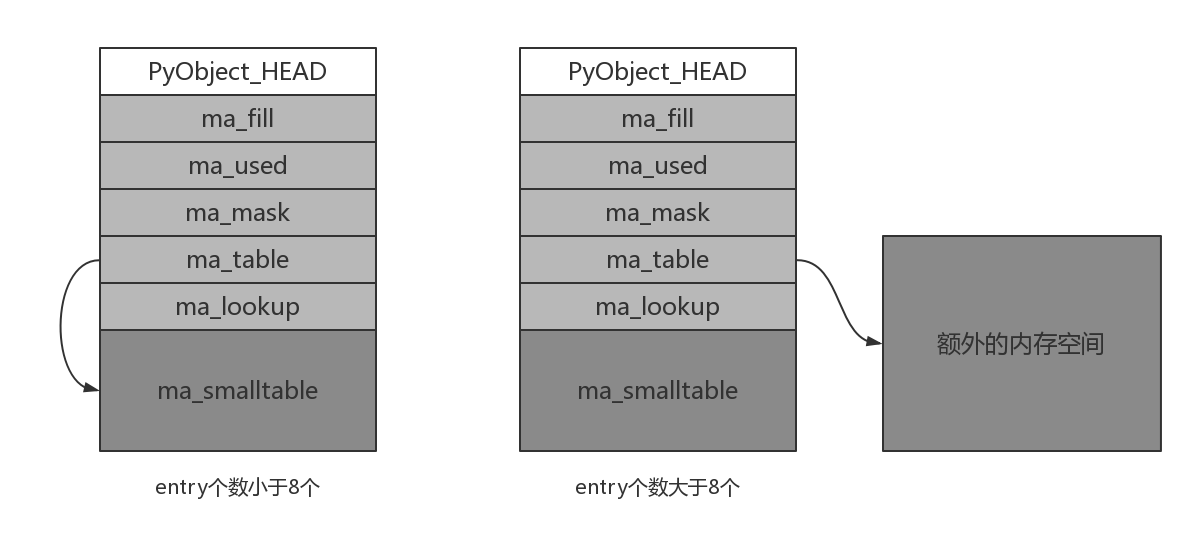 PyObject_HEAD
ma_fill
ma_used
ma_mask
ma_table
ma_lookup
ma_smalltable
entry个数小于8个
PyObject_HEAD
ma_fill
ma_used
ma_mask
ma_table
ma_lookup
ma_smalltable
entry个数大于8个
额外的内存空间